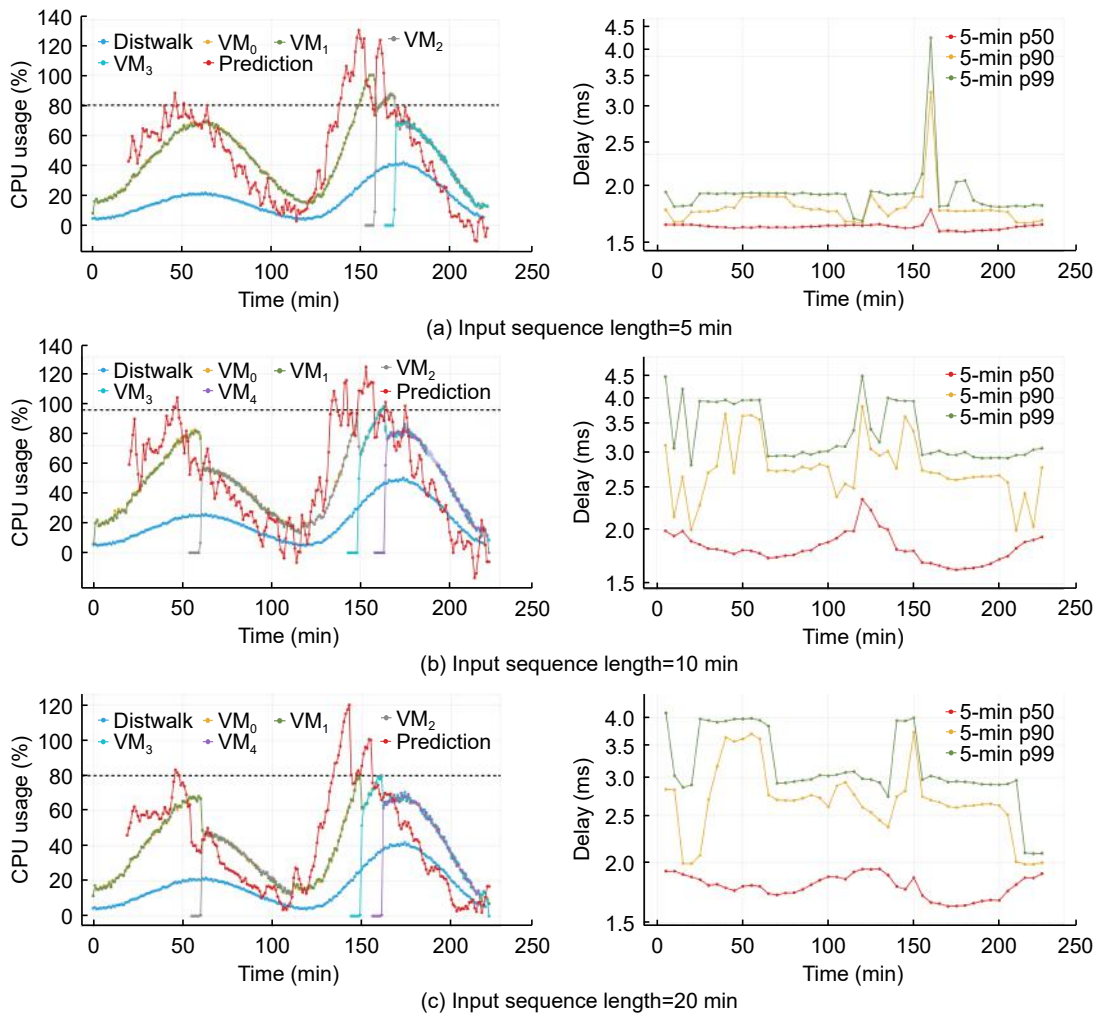 140
120
100
80
60
40
20
0
CPU usage (%)
Distwalk VM0 VM1 VM2
VM3 Prediction
0 50 100 150 200 250
Time (min)
4.5
4.0
3.5
3.0
2.5
2.0
1.5
Delay (ms)
5-min p50
5-min p90
5-min p99
0 50 100 150 200 250
Time (min)
(a) Input sequence length=5 min
140
120
100
80
60
40
20
0
CPU usage (%)
Distwalk VM0 VM1 VM2
VM3 VM4 Prediction
0 50 100 150 200 250
Time (min)
4.5
4.0
3.5
3.0
2.5
2.0
1.5
Delay (ms)
5-min p50
5-min p90
5-min p99
0 50 100 150 200 250
Time (min)
(b) Input sequence length=10 min
120
100
80
60
40
20
0
CPU usage (%)
Distwalk VM0 VM1 VM2
VM3 VM4 Prediction
0 50 100 150 200 250
Time (min)
4.0
3.5
3.0
2.5
2.0
1.5
Delay (ms)
5-min p50
5-min p90
5-min p99
0 50 100 150 200 250
Time (min)
(c) Input sequence length=20 min